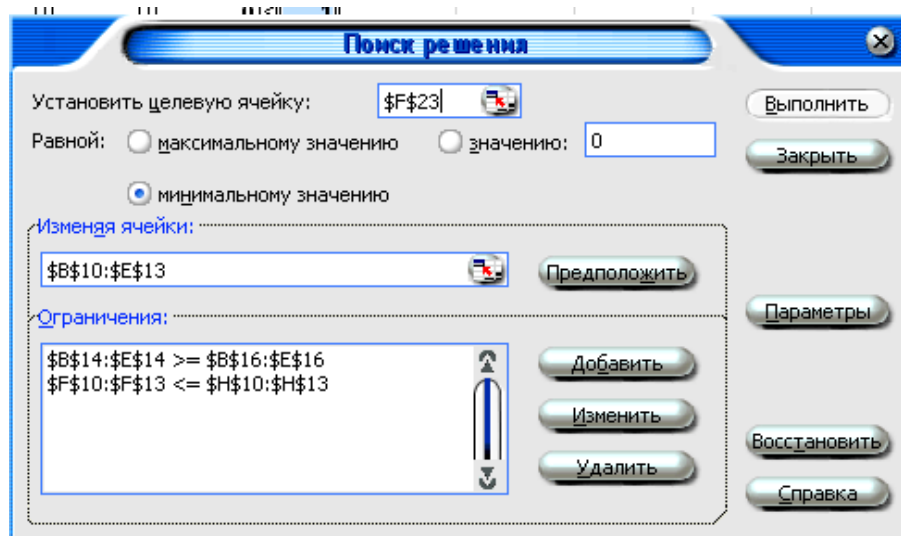 Поиск решения
Установить целевую ячейку: $F$23 Выполнить
Равной: максимальному значению значению: 0 Закрыть
минимальному значению
Изменяя ячейки:
$B$10:$E$13 Предположить
Ограничения: Параметры
$B$14:$E$14 >= $B$16:$E$16 Добавить
$F$10:$F$13 <= $H$10:$H$13
Изменить
Восстановить
Удалить
Справка